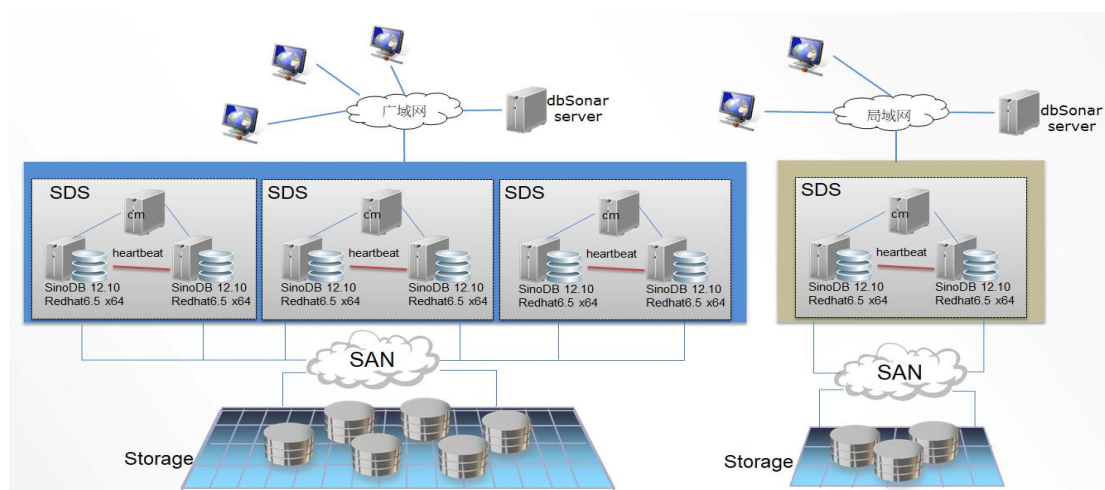 广域网
dbSonar
server
SDS
cm
heartbeat
SinoDB 12.10
Redhat6.5 x64
SinoDB 12.10
Redhat6.5 x64
SDS
cm
heartbeat
SinoDB 12.10
Redhat6.5 x64
SinoDB 12.10
Redhat6.5 x64
SDS
cm
heartbeat
SinoDB 12.10
Redhat6.5 x64
SinoDB 12.10
Redhat6.5 x64
SAN
Storage
局域网
dbSonar
server
SDS
cm
heartbeat
SinoDB 12.10
Redhat6.5 x64
SinoDB 12.10
Redhat6.5 x64
SAN
Storage